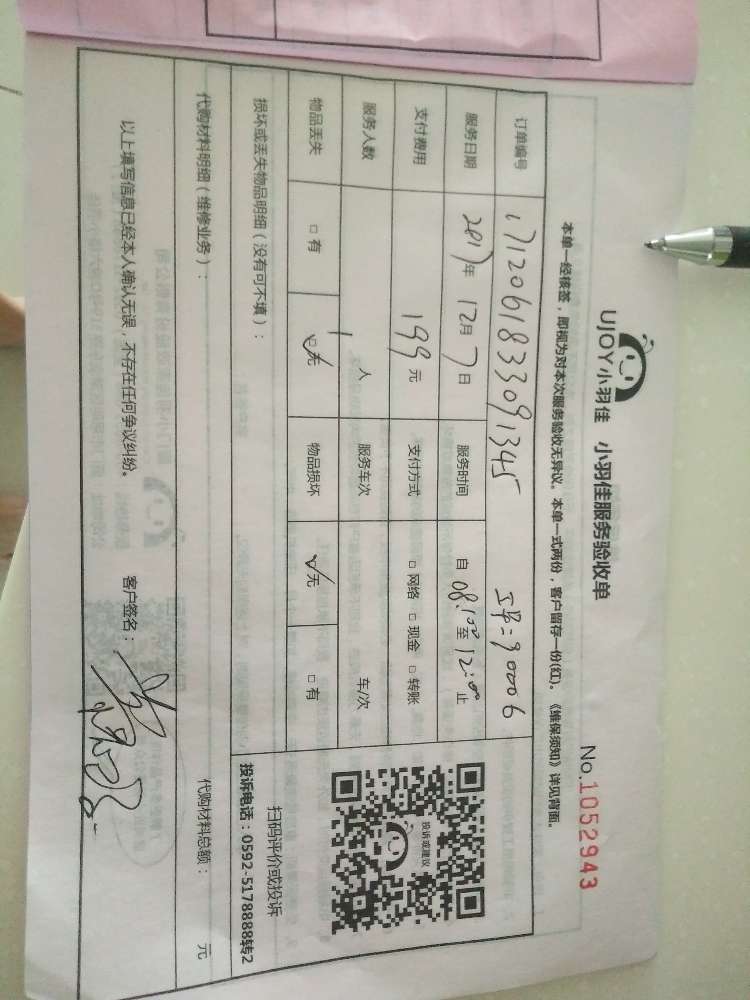 UJOY小羽佳 小羽佳服务验收单
No.1052943
本单一经核签，即视为对本次服务验收无异议。本单一式两份，客户留存一份(红)。《维保须知》详见背面。
订单编号 1712061833091345 工号=90006
服务日期 2017年 12月 7日 服务时间 自 08:00至 12:00止
支付费用 199元 支付方式 □ 网络 □ 现金 □ 转账
服务人数 1 人 服务车次 车/次
物品丢失 □ 有 ☑ 无 物品损坏 ☑ 无 □ 有
投诉或建议
扫码评价或投诉
投诉电话：0592-5178888转2
损坏或丢失物品明细（没有可不填）：
代购材料明细（维修业务）： 代购材料总额： 元
以上填写信息已经本人确认无误，不存在任何争议纠纷。 客户签名：